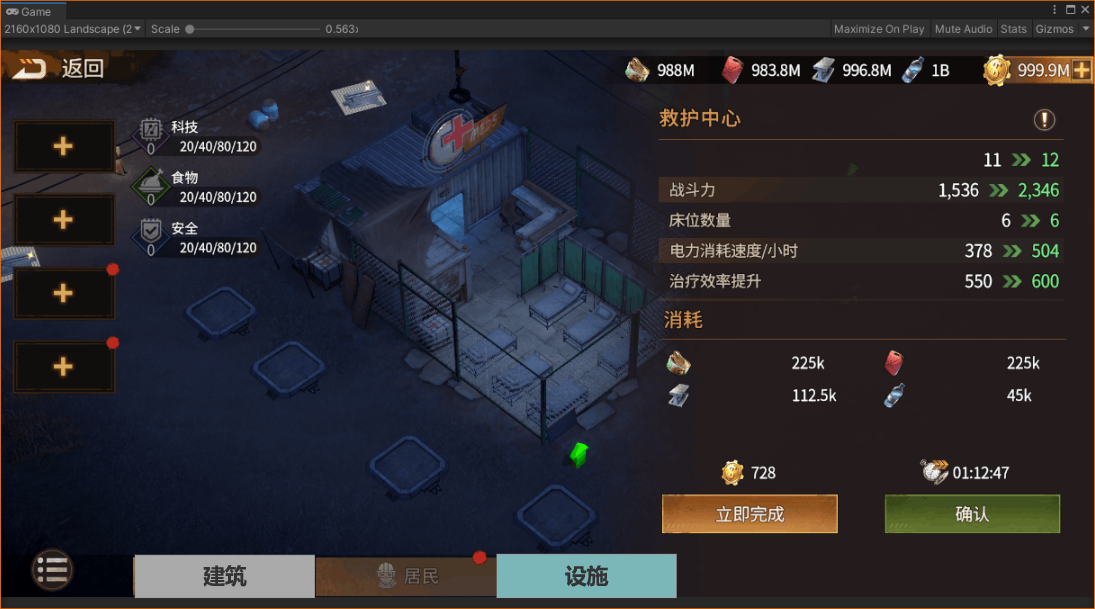 Game
2160x1080 Landscape (2 Scale 0.563x Maximize On Play Mute Audio Stats Gizmos
返回 988M 983.8M 996.8M 1B 999.9M
科技
0 20/40/80/120
食物
0 20/40/80/120
安全
0 20/40/80/120
救护中心
11 12
战斗力 1,536 2,346
床位数量 6 6
电力消耗速度/小时 378 504
治疗效率提升 550 600
消耗
225k 225k
112.5k 45k
728 01:12:47
立即完成 确认
建筑 居民 设施